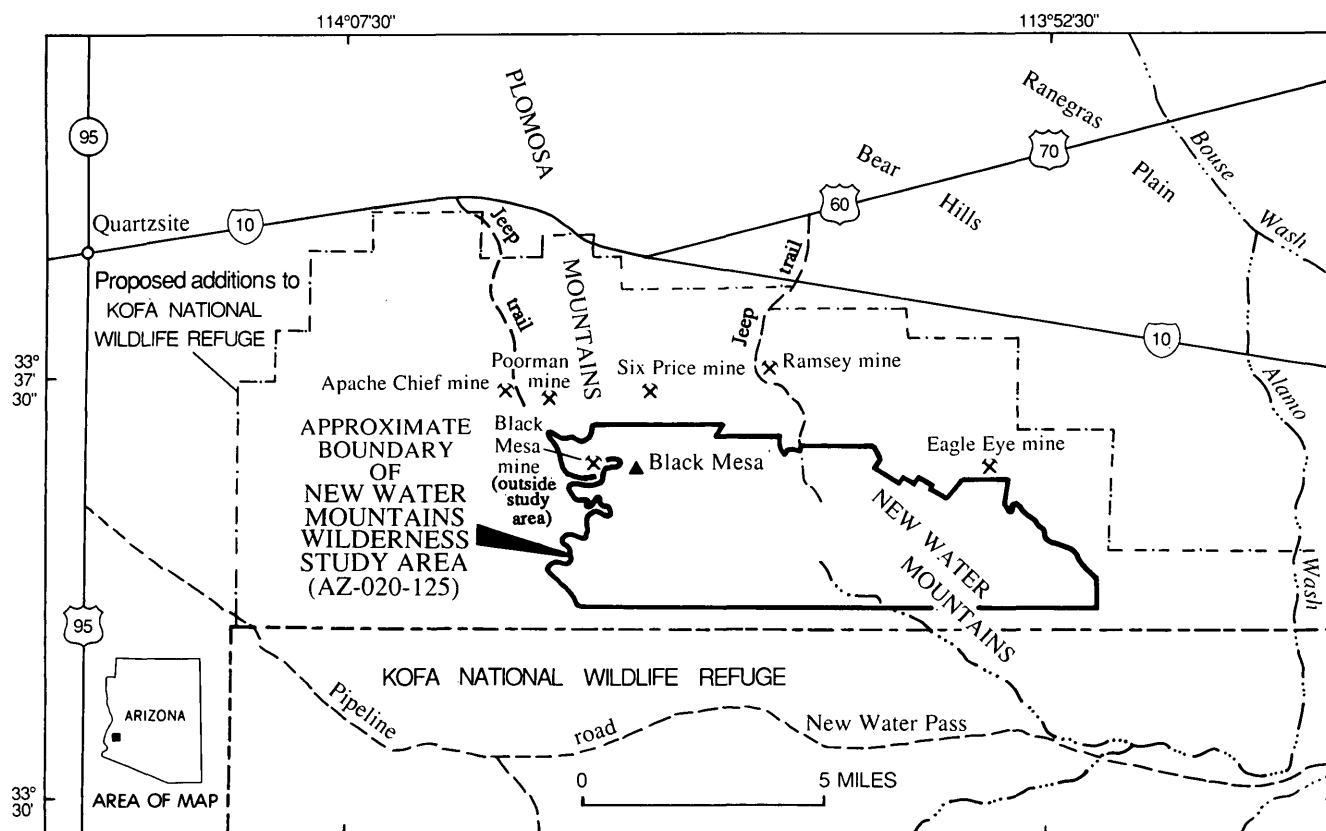 114°07'30"
113°52'30"
PLOMOSA
MOUNTAINS
Ranegras
Plain
Bouse
Wash
95
70
Bear
Hills
60
Quartzsite
10
Jeep
trail
Jeep
trail
Proposed additions to
KOFA NATIONAL
WILDLIFE REFUGE
10
33°
37'
30"
Apache Chief mine
Poorman
mine
Six Price mine
Ramsey mine
Alamo
Wash
APPROXIMATE
BOUNDARY
OF
NEW WATER
MOUNTAINS
WILDERNESS
STUDY AREA
(AZ-020-125)
Black
Mesa
mine
(outside
study
area)
Black Mesa
Eagle Eye mine
NEW WATER
MOUNTAINS
95
KOFA NATIONAL WILDLIFE REFUGE
ARIZONA
AREA OF MAP
Pipeline
road
New Water Pass
0
5 MILES
33°
30'